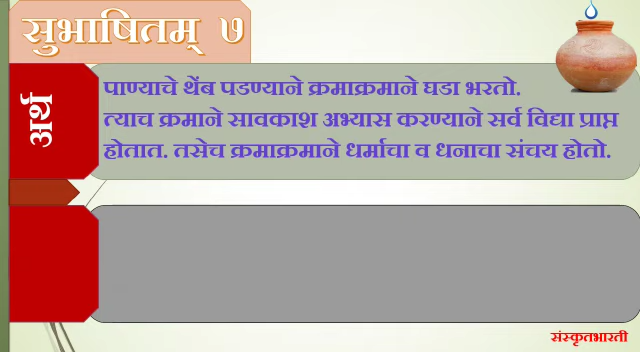 सुभाषितम् ७
अर्थ
पाण्याचे थेंब पडण्याने क्रमाक्रमाने घडा भरतो.
त्याच क्रमाने सावकाश अभ्यास करण्याने सर्व विद्या प्राप्त
होतात. तसेच क्रमाक्रमाने धर्माचा व धनाचा संचय होतो.
संस्कृतभारती